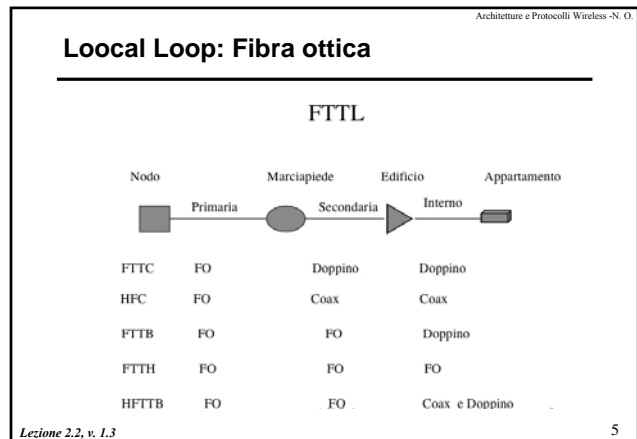 Architetture e Protocolli Wireless -N. O.
Loocal Loop: Fibra ottica
FTTL
Nodo Marciapiede Edificio Appartamento
Primaria Secondaria Interno
FTTC FO Doppino Doppino
HFC FO Coax Coax
FTTB FO FO Doppino
FTTH FO FO FO
HFTTB FO FO Coax e Doppino
Lezione 2.2, v. 1.3 5